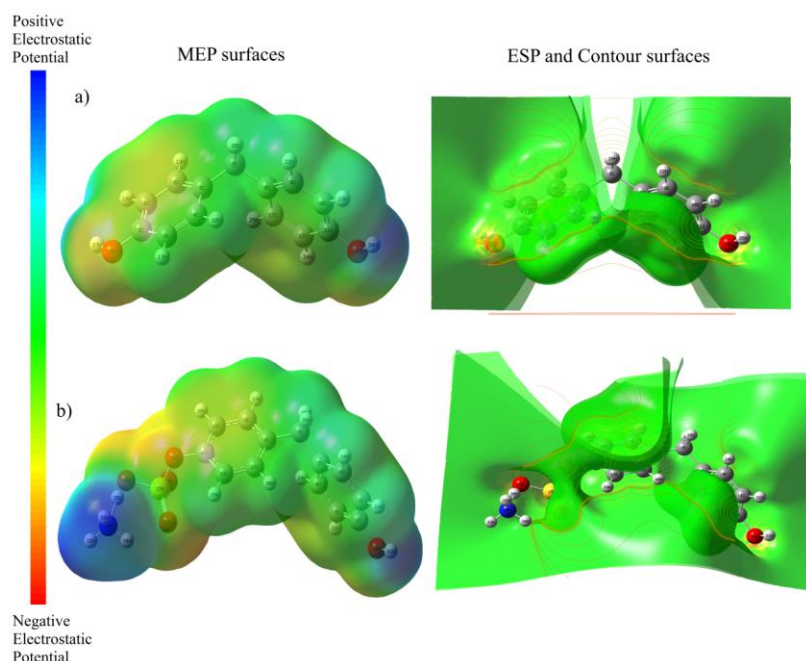 Positive
Electrostatic
Potential
MEP surfaces
ESP and Contour surfaces
a)
b)
Negative
Electrostatic
Potential